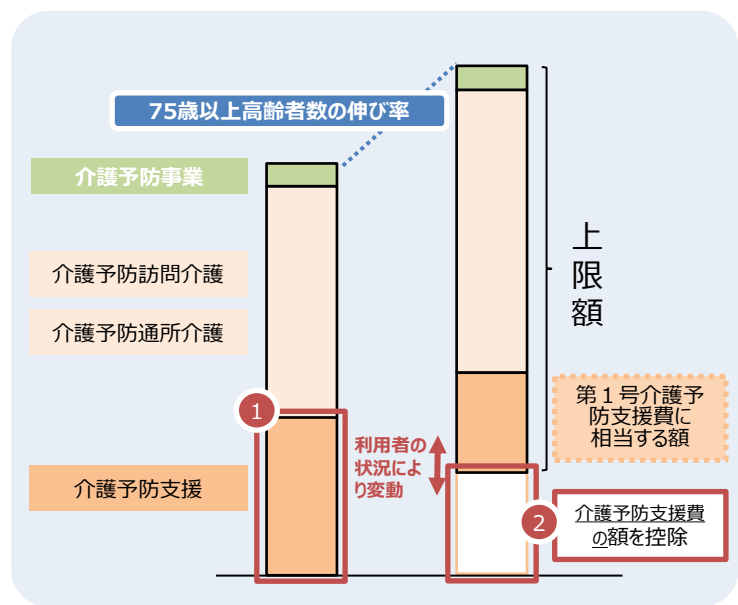 75歳以上高齢者数の伸び率
介護予防事業
介護予防訪問介護
介護予防通所介護
介護予防支援
1
利用者の
状況によ
り変動
上
限
額
第１号介護予
防支援費に
相当する額
2
介護予防支援費
の額を控除